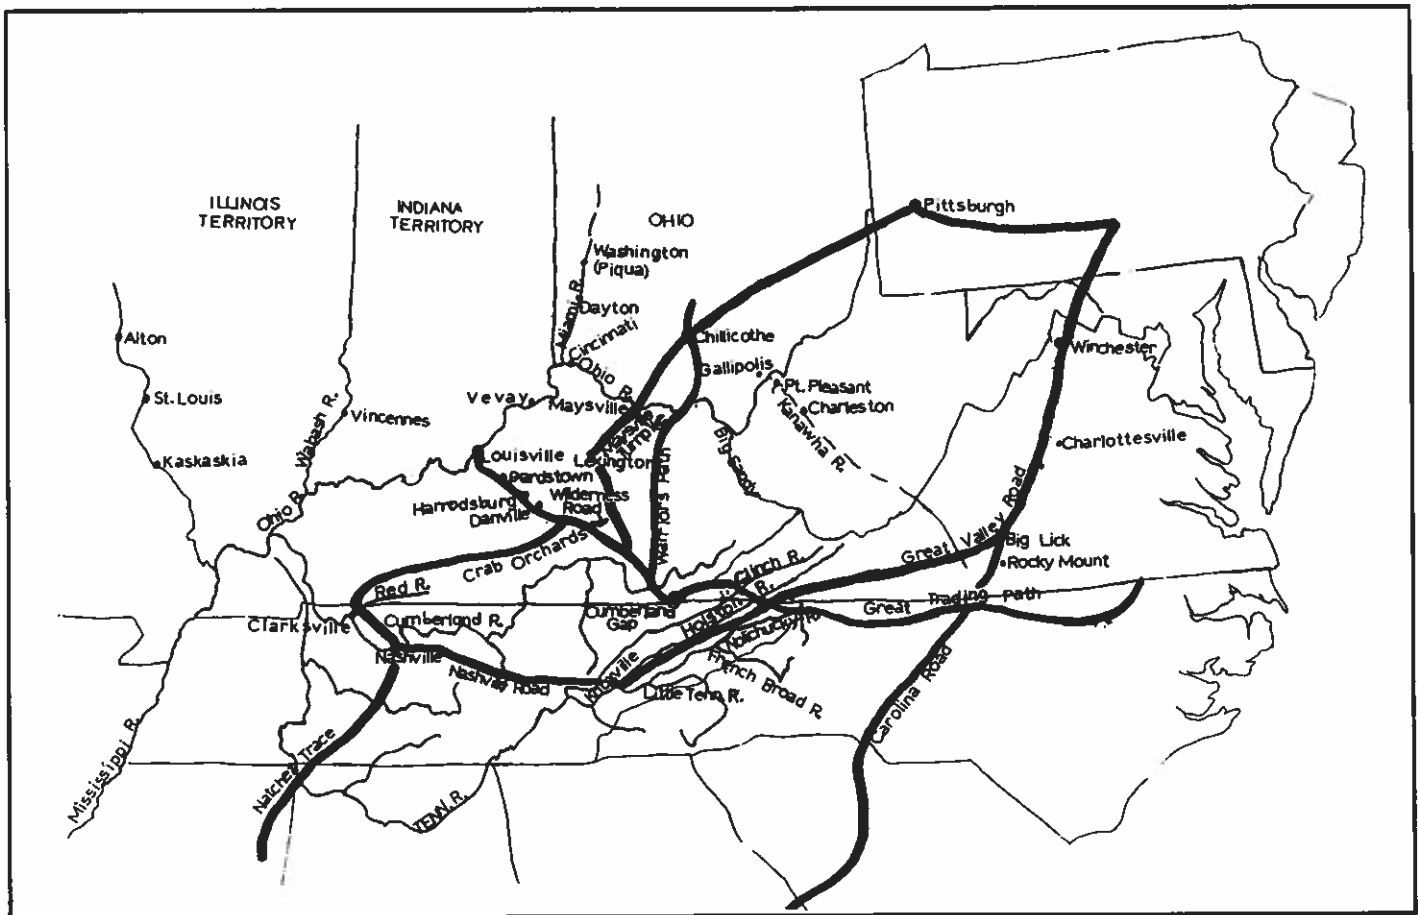 Pittsburgh
ILLINOIS
TERRITORY
INDIANA
TERRITORY
OHIO
Washington
(Piqua)
Miami R.
Dayton
Cincinnati
Ohio R.
Alton
Chillicothe
Winchester
Gallipolis
Pt. Pleasant
St. Louis
Vevay
Maysville
Charleston
Kanawha R.
Wabash R.
Vincennes
Maysville
Big Sandy
Charlottesville
Kaskaskia
Louisville
Lexington
Warriors Path
Bardstown
Harrodsburg
Wilderness
Road
Danville
Ohio R.
Great Valley Road
Big Lick
Rocky Mount
Crab Orchards
Clinch R.
Red R.
Holston R.
Great Trading Path
Cumberland
Gap
Clarksville
Cumberland R.
Nolichucky R.
Nashville
Nashville Road
Knoxville
French Broad R.
Little Tenn R.
Carolina Road
Mississippi R.
Natchez Trace
TENN. R.